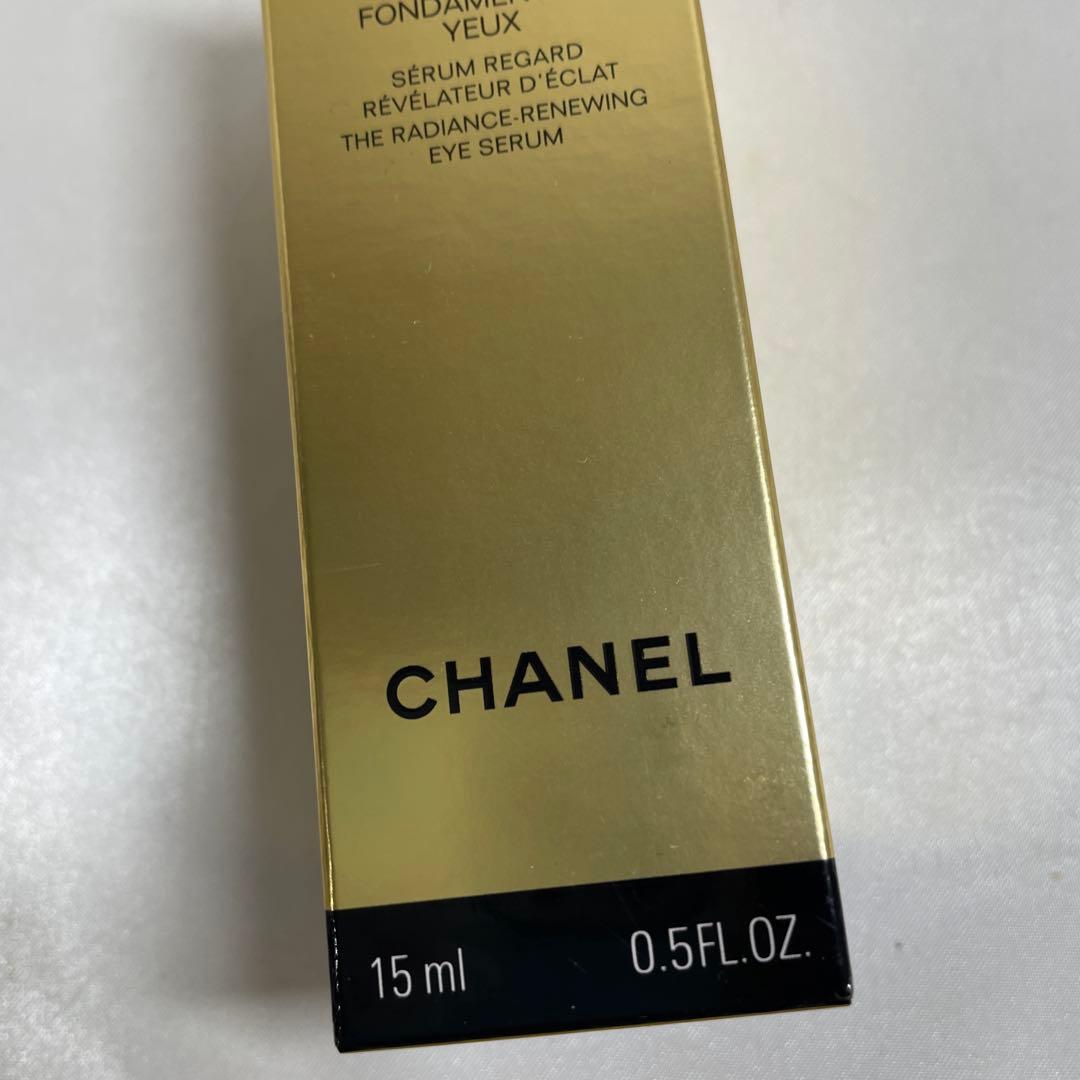 YEUX
SÉRUM REGARD
RÉVÉLATEUR D'ÉCLAT
THE RADIANCE-RENEWING
EYE SERUM
CHANEL
15 ml 0.5FL.OZ.